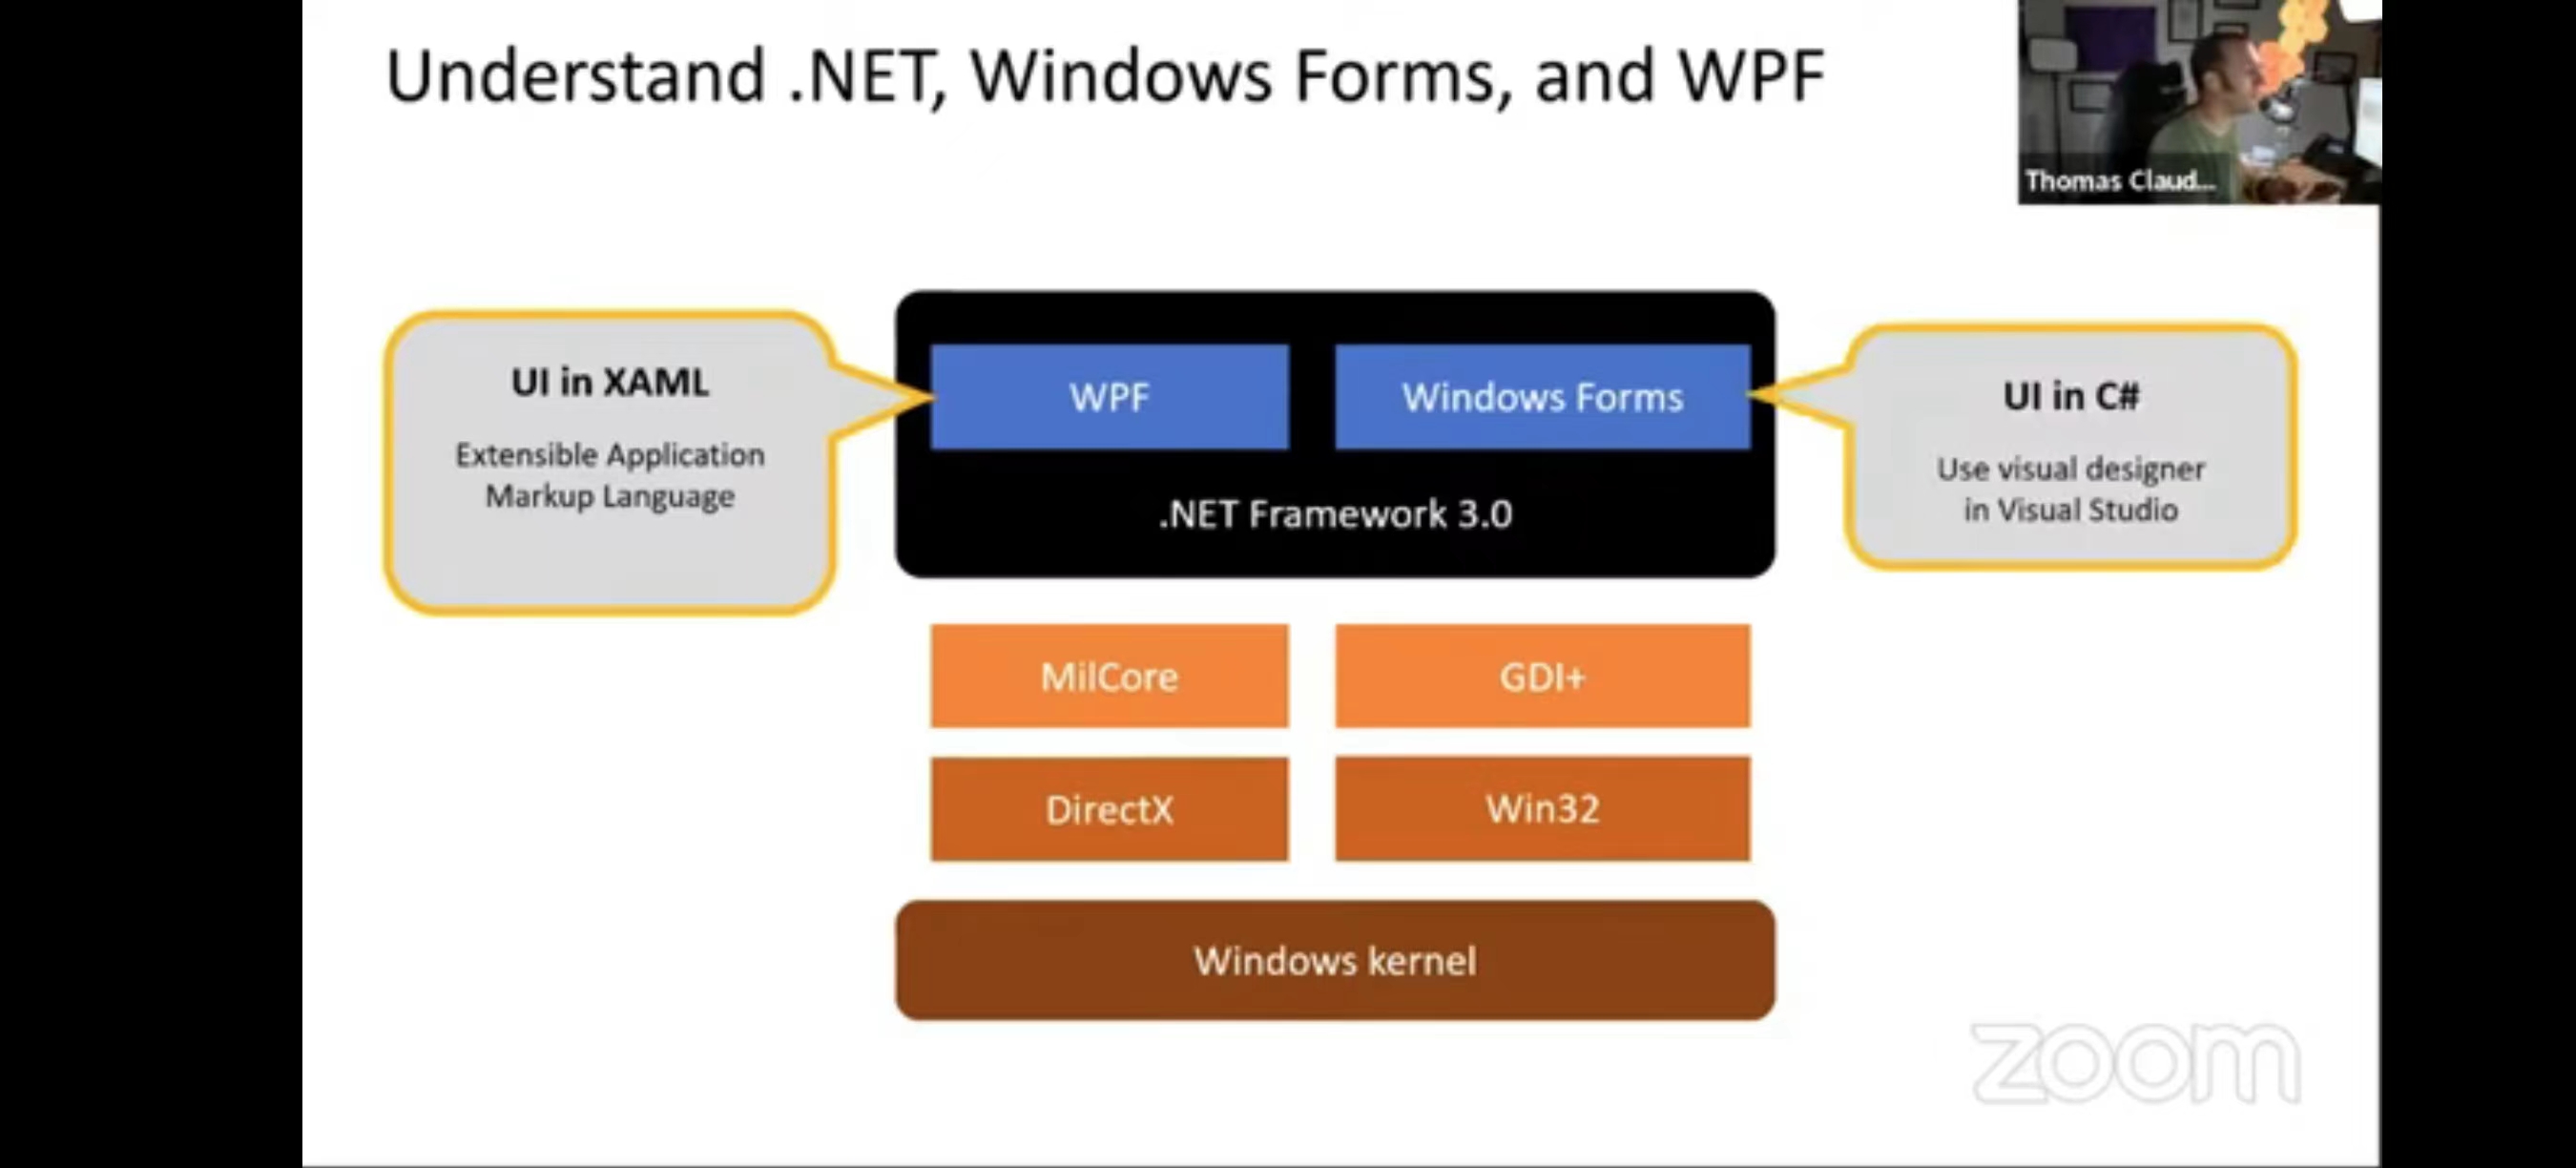 Understand .NET, Windows Forms, and WPF
Thomas Claud...
UI in XAML
Extensible Application
Markup Language
WPF
Windows Forms
.NET Framework 3.0
UI in C#
Use visual designer
in Visual Studio
MilCore
GDI+
DirectX
Win32
Windows kernel
zoom